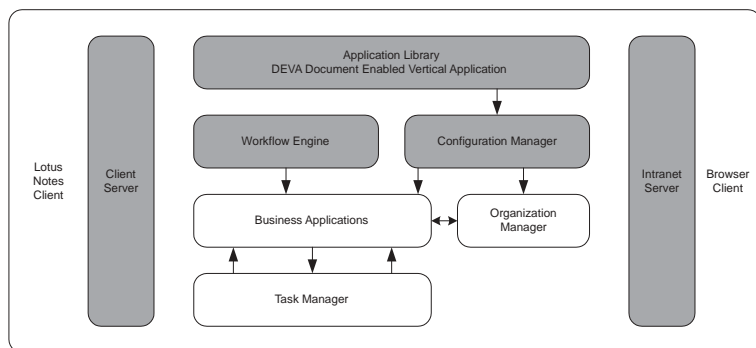 Application Library
DEVA Document Enabled Vertical Application
Workflow Engine
Configuration Manager
Lotus
Notes
Client
Client
Server
Intranet
Server
Browser
Client
Business Applications
Organization
Manager
Task Manager